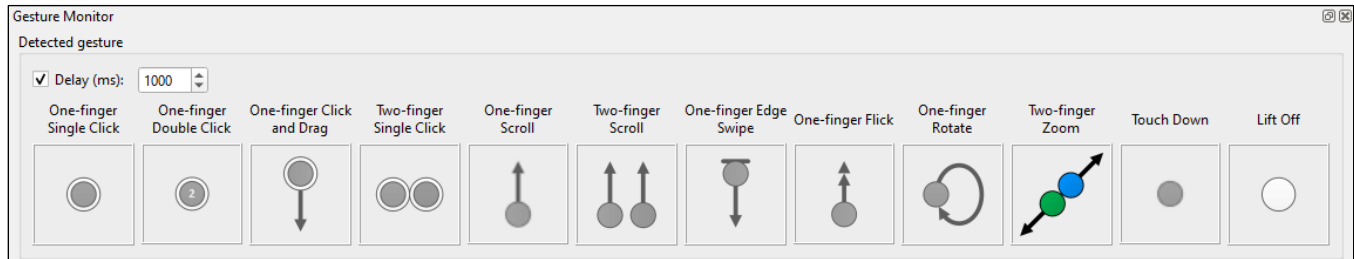 Gesture Monitor
Detected gesture
Delay (ms): 1000
One-finger Single Click
One-finger Double Click
One-finger Click and Drag
Two-finger Single Click
One-finger Scroll
Two-finger Scroll
One-finger Edge Swipe
One-finger Flick
One-finger Rotate
Two-finger Zoom
Touch Down
Lift Off
2